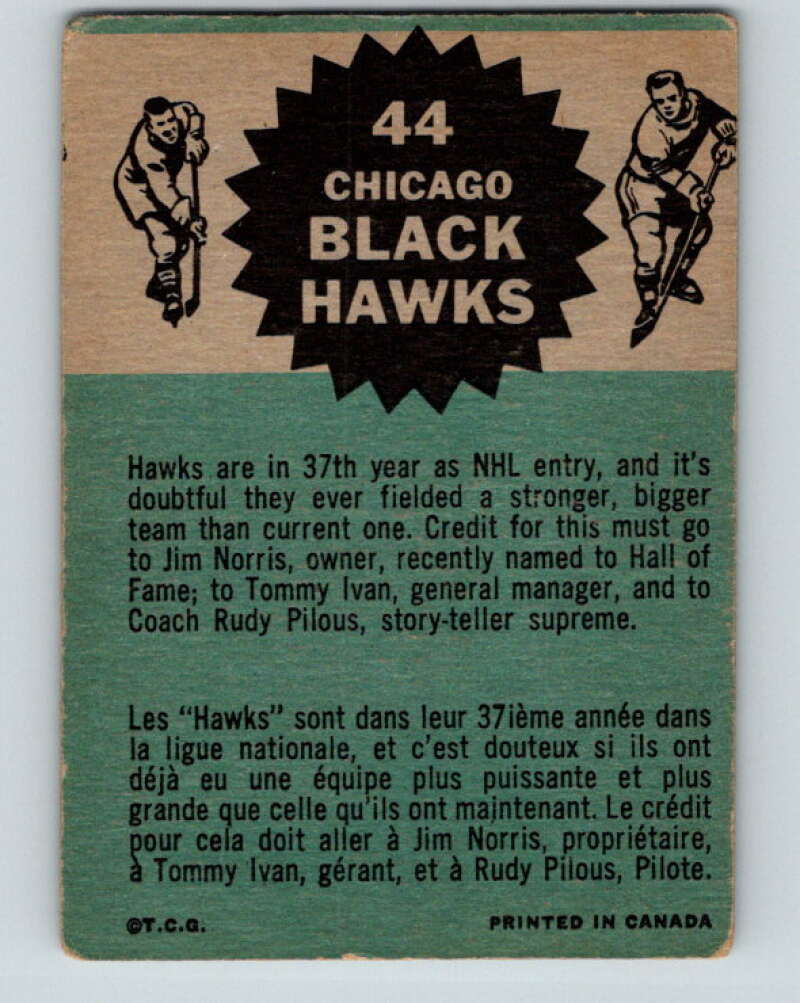 44
CHICAGO
BLACK
HAWKS
Hawks are in 37th year as NHL entry, and it's
doubtful they ever fielded a stronger, bigger
team than current one. Credit for this must go
to Jim Norris, owner, recently named to Hall of
Fame; to Tommy Ivan, general manager, and to
Coach Rudy Pilous, story-teller supreme.
Les "Hawks" sont dans leur 37ième année dans
la ligue nationale, et c'est douteux si ils ont
déjà eu une équipe plus puissante et plus
grande que celle qu'ils ont maintenant. Le crédit
pour cela doit aller à Jim Norris, propriétaire,
à Tommy Ivan, gérant, et à Rudy Pilous, Pilote.
©T.C.G. PRINTED IN CANADA